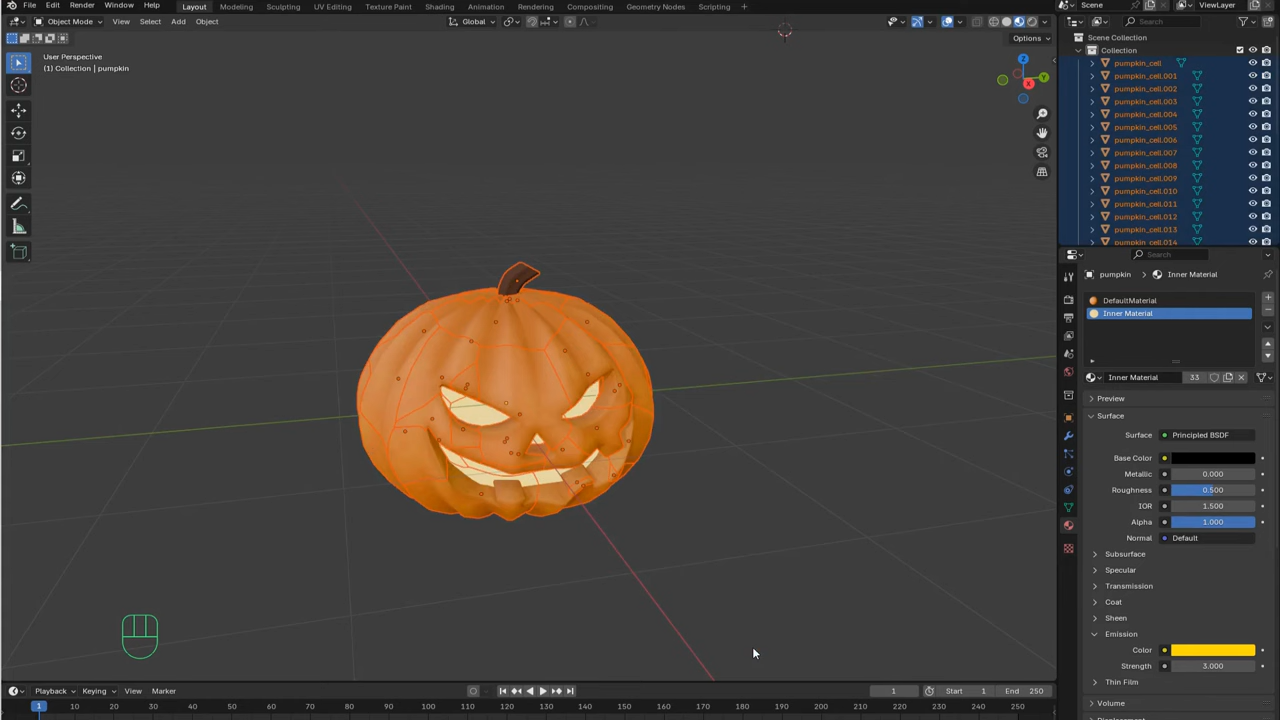 File Edit Render Window Help Layout Modeling Sculpting UV Editing Texture Paint Shading Animation Rendering Compositing Geometry Nodes Scripting + Scene ViewLayer
Object Mode View Select Add Object Global Search
Options
User Perspective
(1) Collection | pumpkin
Z
Y
X
Scene Collection
Collection
pumpkin_cell
pumpkin_cell.001
pumpkin_cell.002
pumpkin_cell.003
pumpkin_cell.004
pumpkin_cell.005
pumpkin_cell.006
pumpkin_cell.007
pumpkin_cell.008
pumpkin_cell.009
pumpkin_cell.010
pumpkin_cell.011
pumpkin_cell.012
pumpkin_cell.013
pumpkin_cell.014
Search
pumpkin Inner Material
DefaultMaterial
Inner Material
Inner Material 33
Preview
Surface
Surface Principled BSDF
Base Color
Metallic 0.000
Roughness 0.500
IOR 1.500
Alpha 1.000
Normal Default
Subsurface
Specular
Transmission
Coat
Sheen
Emission
Color
Strength 3.000
Thin Film
Volume
Displacement
Playback Keying View Marker 1 Start 1 End 250
1 10 20 30 40 50 60 70 80 90 100 110 120 130 140 150 160 170 180 190 200 210 220 230 240 250